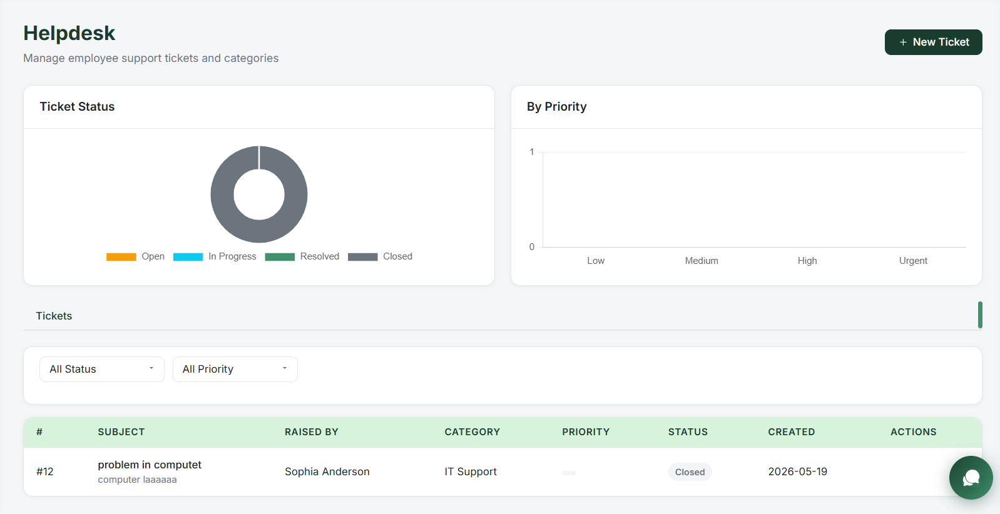 Helpdesk
Manage employee support tickets and categories
+ New Ticket
Ticket Status
Open In Progress Resolved Closed
By Priority
1
0
Low Medium High Urgent
Tickets
All Status All Priority
# SUBJECT RAISED BY CATEGORY PRIORITY STATUS CREATED ACTIONS
#12 problem in computet Sophia Anderson IT Support Closed 2026-05-19
computer laaaaaa